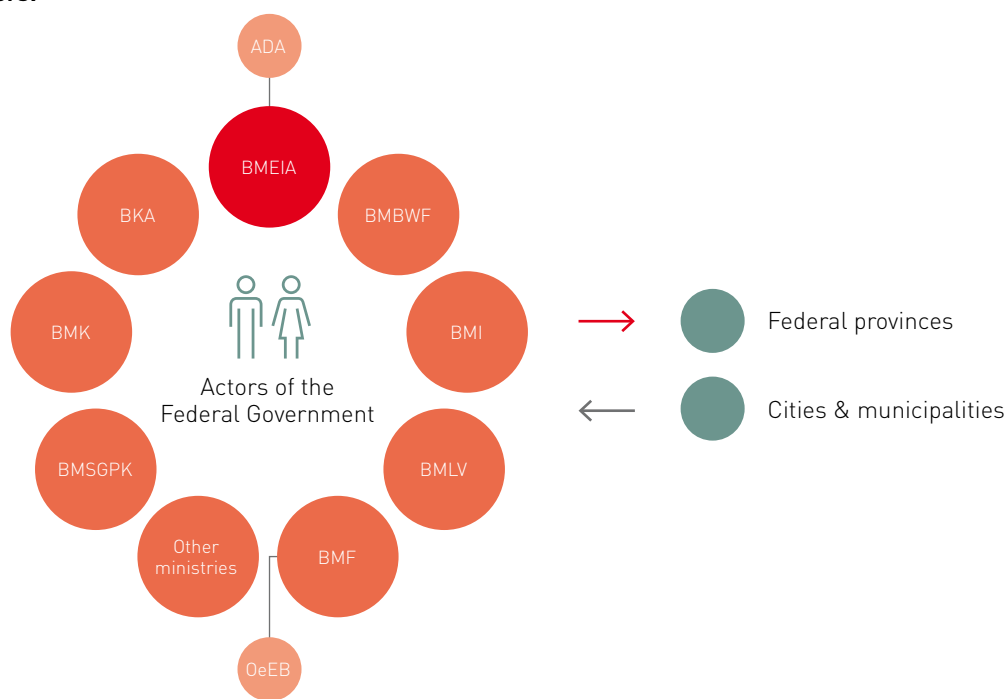 ADA
BMEIA
BKA
BMBWF
BMK
BMI
Actors of the
Federal Government
BMSGPK
BMLV
Other
ministries
BMF
OeEB
Federal provinces
Cities & municipalities